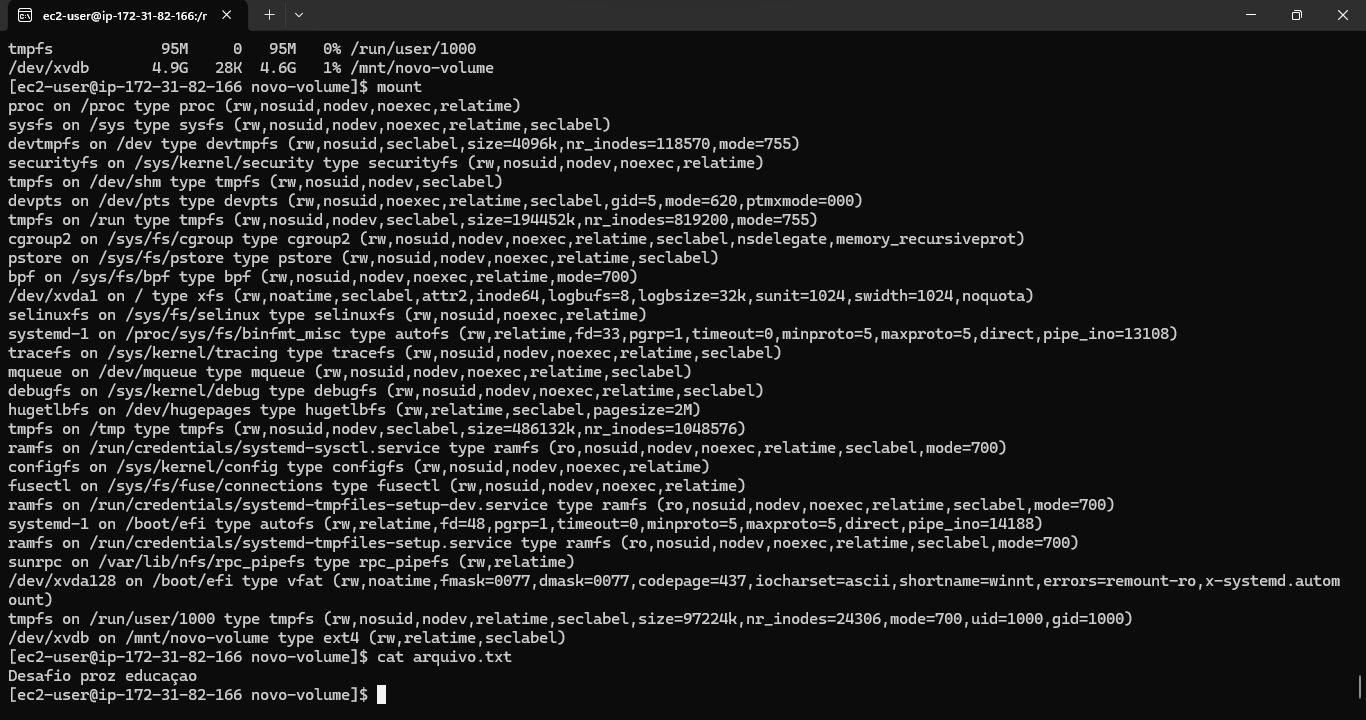 ec2-user@ip-172-31-82-166:/r
tmpfs            95M     0   95M   0% /run/user/1000
/dev/xvdb       4.9G   28K  4.6G   1% /mnt/novo-volume
[ec2-user@ip-172-31-82-166 novo-volume]$ mount
proc on /proc type proc (rw,nosuid,nodev,noexec,relatime)
sysfs on /sys type sysfs (rw,nosuid,nodev,noexec,relatime,seclabel)
devtmpfs on /dev type devtmpfs (rw,nosuid,seclabel,size=4096k,nr_inodes=118570,mode=755)
securityfs on /sys/kernel/security type securityfs (rw,nosuid,nodev,noexec,relatime)
tmpfs on /dev/shm type tmpfs (rw,nosuid,nodev,seclabel)
devpts on /dev/pts type devpts (rw,nosuid,noexec,relatime,seclabel,gid=5,mode=620,ptmxmode=000)
tmpfs on /run type tmpfs (rw,nosuid,nodev,seclabel,size=194452k,nr_inodes=819200,mode=755)
cgroup2 on /sys/fs/cgroup type cgroup2 (rw,nosuid,nodev,noexec,relatime,seclabel,nsdelegate,memory_recursiveprot)
pstore on /sys/fs/pstore type pstore (rw,nosuid,nodev,noexec,relatime,seclabel)
bpf on /sys/fs/bpf type bpf (rw,nosuid,nodev,noexec,relatime,mode=700)
/dev/xvda1 on / type xfs (rw,noatime,seclabel,attr2,inode64,logbufs=8,logbsize=32k,sunit=1024,swidth=1024,noquota)
selinuxfs on /sys/fs/selinux type selinuxfs (rw,nosuid,noexec,relatime)
systemd-1 on /proc/sys/fs/binfmt_misc type autofs (rw,relatime,fd=33,pgrp=1,timeout=0,minproto=5,maxproto=5,direct,pipe_ino=13108)
tracefs on /sys/kernel/tracing type tracefs (rw,nosuid,nodev,noexec,relatime,seclabel)
mqueue on /dev/mqueue type mqueue (rw,nosuid,nodev,noexec,relatime,seclabel)
debugfs on /sys/kernel/debug type debugfs (rw,nosuid,nodev,noexec,relatime,seclabel)
hugetlbfs on /dev/hugepages type hugetlbfs (rw,relatime,seclabel,pagesize=2M)
tmpfs on /tmp type tmpfs (rw,nosuid,nodev,seclabel,size=486132k,nr_inodes=1048576)
ramfs on /run/credentials/systemd-sysctl.service type ramfs (ro,nosuid,nodev,noexec,relatime,seclabel,mode=700)
configfs on /sys/kernel/config type configfs (rw,nosuid,nodev,noexec,relatime)
fusectl on /sys/fs/fuse/connections type fusectl (rw,nosuid,nodev,noexec,relatime)
ramfs on /run/credentials/systemd-tmpfiles-setup-dev.service type ramfs (ro,nosuid,nodev,noexec,relatime,seclabel,mode=700)
systemd-1 on /boot/efi type autofs (rw,relatime,fd=48,pgrp=1,timeout=0,minproto=5,maxproto=5,direct,pipe_ino=14188)
ramfs on /run/credentials/systemd-tmpfiles-setup.service type ramfs (ro,nosuid,nodev,noexec,relatime,seclabel,mode=700)
sunrpc on /var/lib/nfs/rpc_pipefs type rpc_pipefs (rw,relatime)
/dev/xvda128 on /boot/efi type vfat (rw,noatime,fmask=0077,dmask=0077,codepage=437,iocharset=ascii,shortname=winnt,errors=remount-ro,x-systemd.autom
ount)
tmpfs on /run/user/1000 type tmpfs (rw,nosuid,nodev,relatime,seclabel,size=97224k,nr_inodes=24306,mode=700,uid=1000,gid=1000)
/dev/xvdb on /mnt/novo-volume type ext4 (rw,relatime,seclabel)
[ec2-user@ip-172-31-82-166 novo-volume]$ cat arquivo.txt
Desafio proz educaçao
[ec2-user@ip-172-31-82-166 novo-volume]$